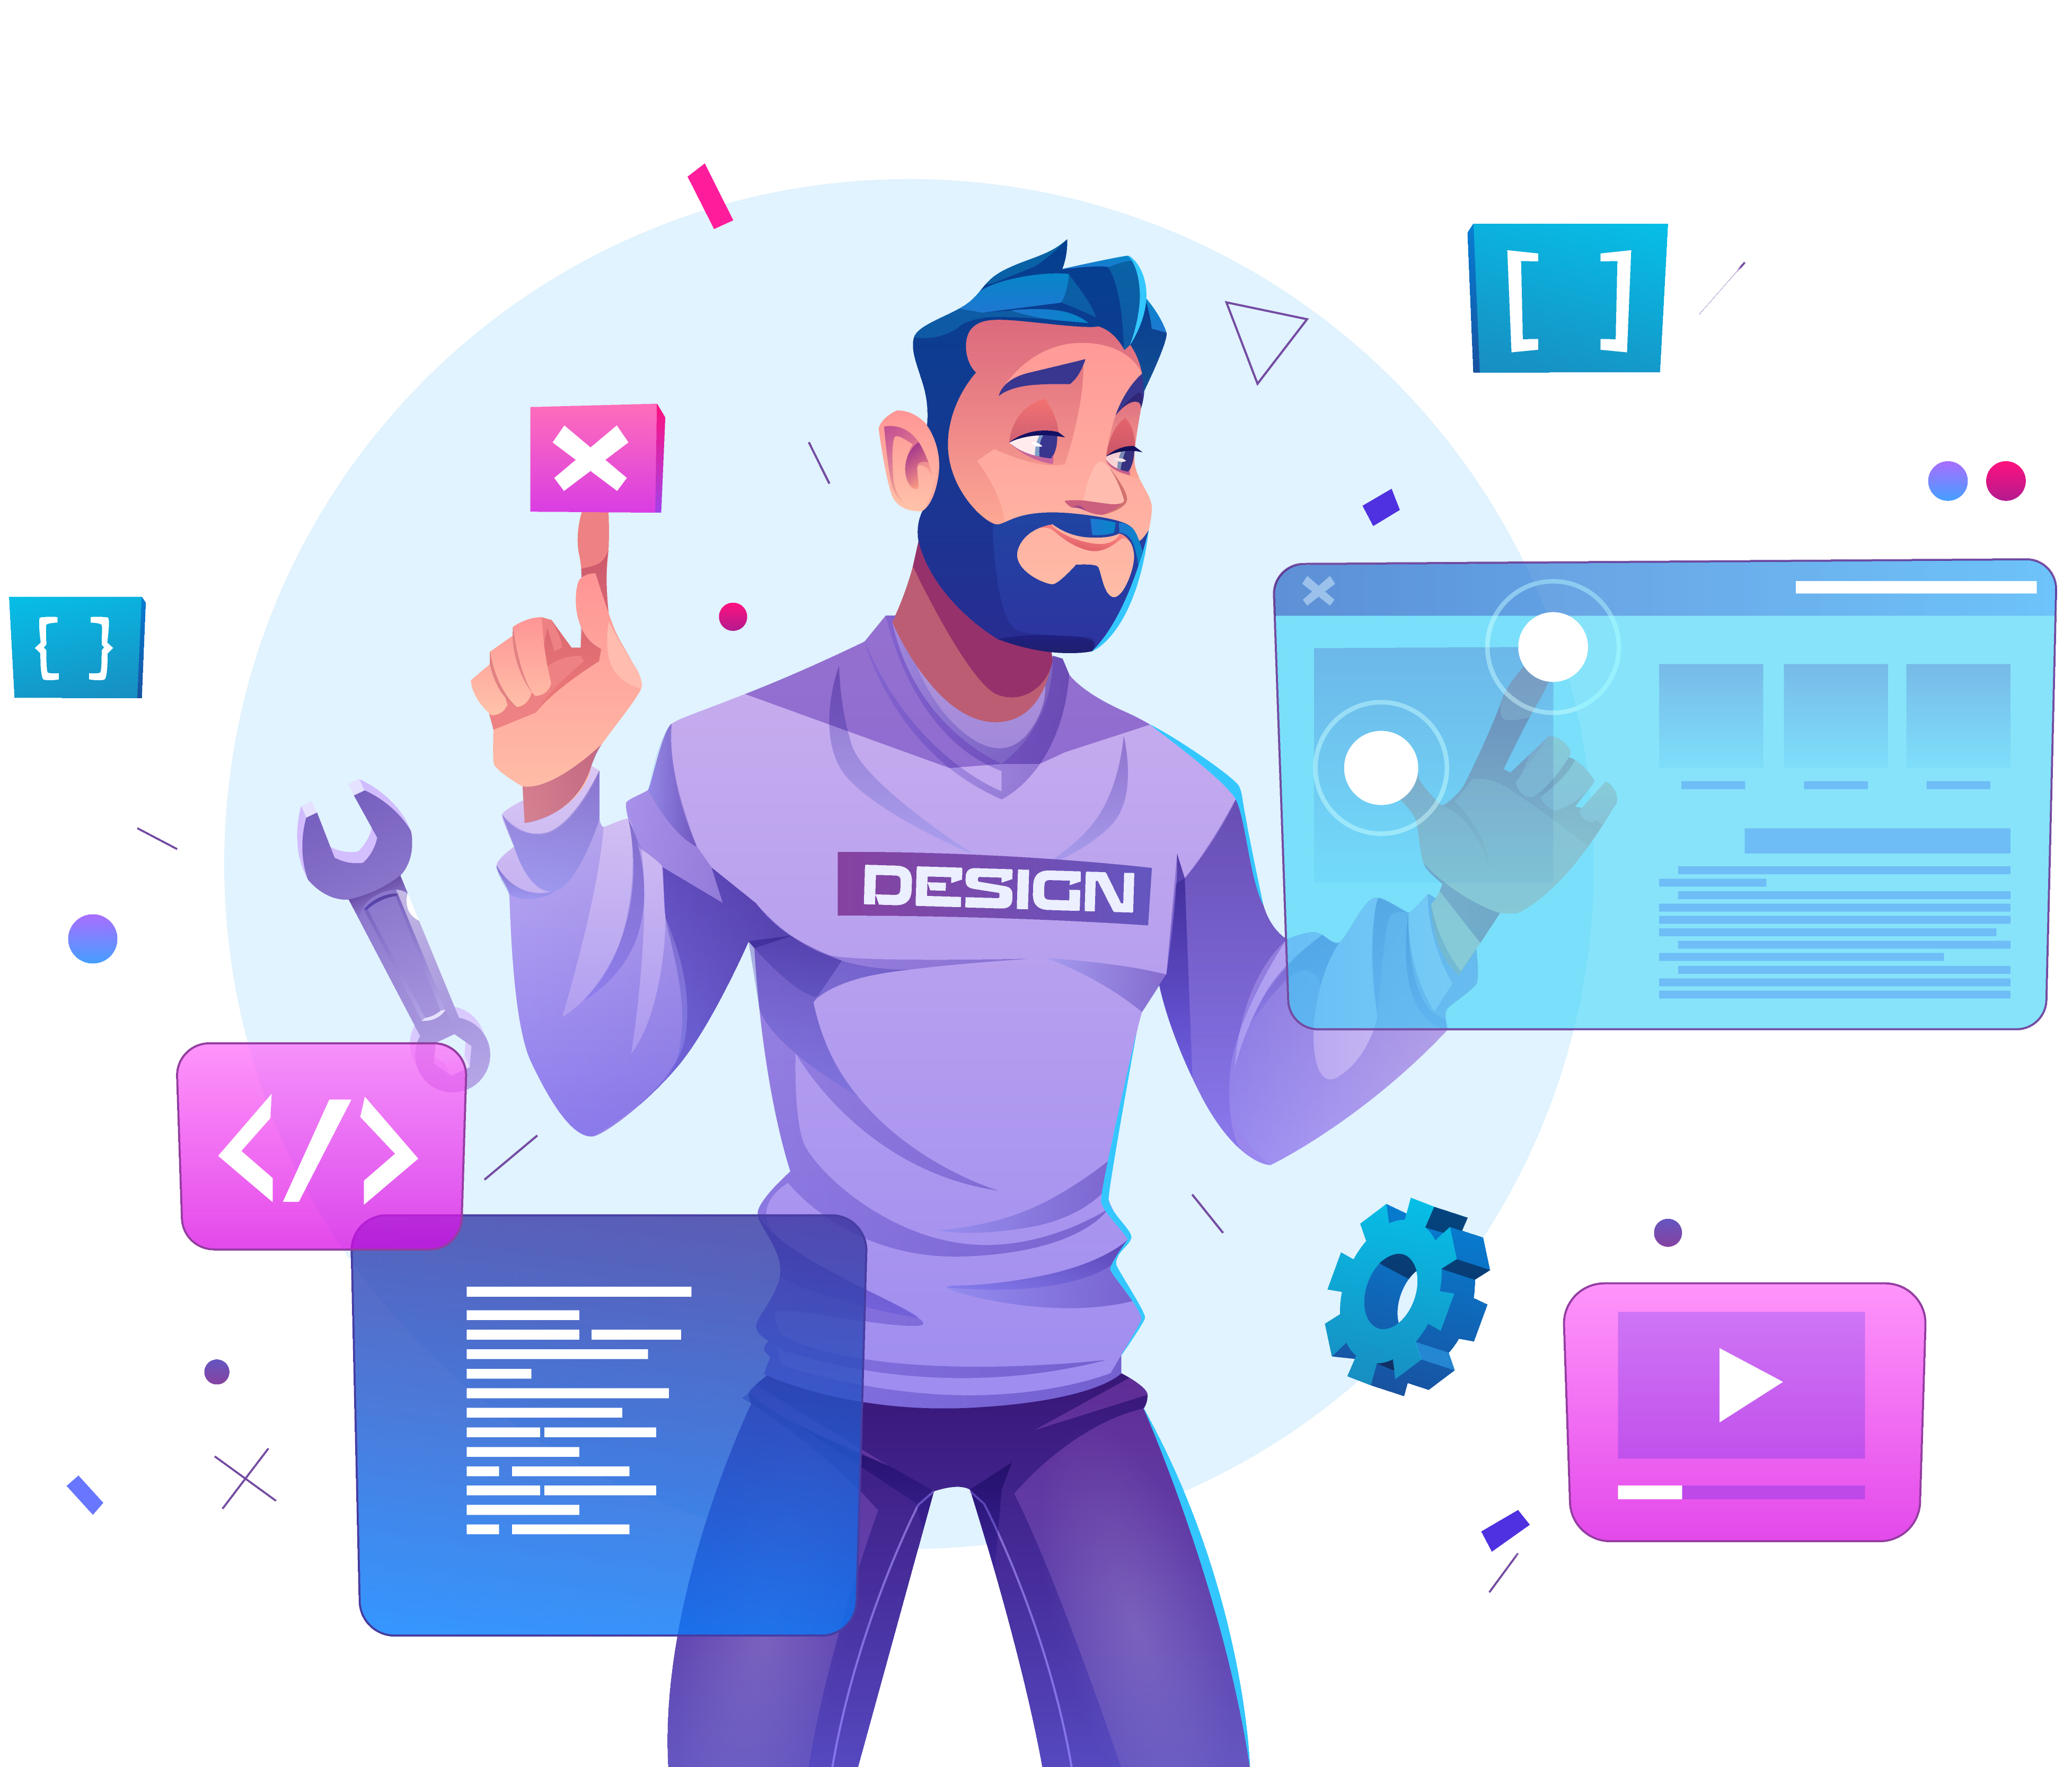 [ ]
{ }
DESIGN
</>